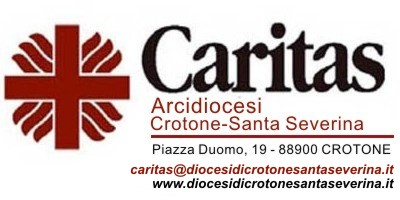 Caritas
Arcidiocesi
Crotone-Santa Severina
Piazza Duomo, 19 - 88900 CROTONE
caritas@diocesidicrotonesantaseverina.it
www.diocesidicrotonesantaseverina.it